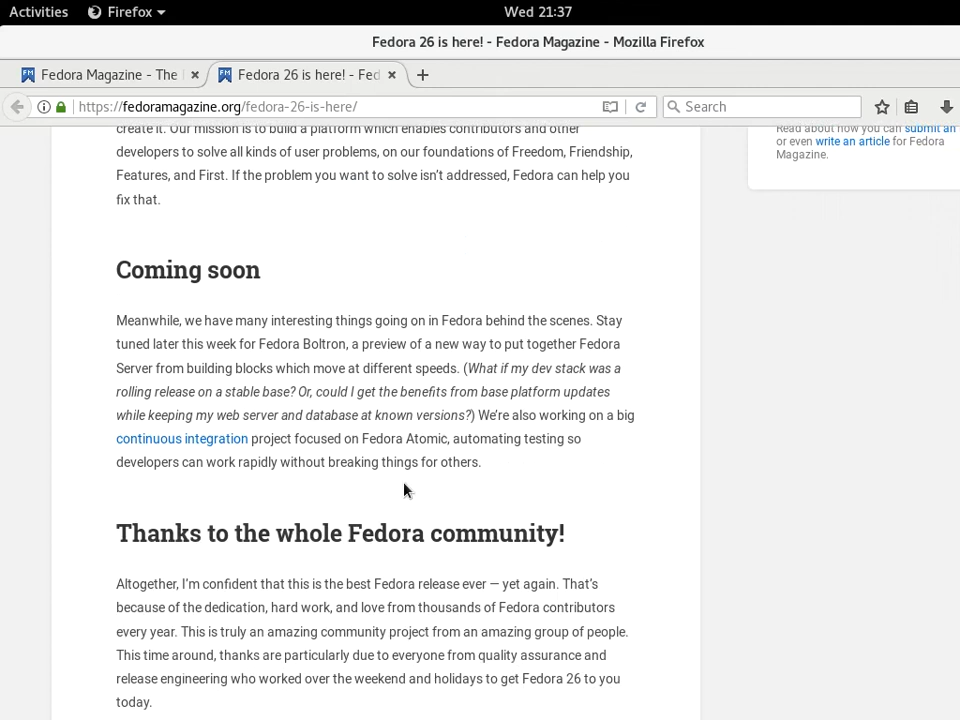 Activities Firefox Wed 21:37
Fedora 26 is here! - Fedora Magazine - Mozilla Firefox
Fedora Magazine - The Fedora 26 is here! - Fed
https://fedoramagazine.org/fedora-26-is-here/ Search
create it. Our mission is to build a platform which enables contributors and other
developers to solve all kinds of user problems, on our foundations of Freedom, Friendship,
Features, and First. If the problem you want to solve isn't addressed, Fedora can help you
fix that.
Read about how you can submit an
or even write an article for Fedora
Magazine.
Coming soon
Meanwhile, we have many interesting things going on in Fedora behind the scenes. Stay
tuned later this week for Fedora Boltron, a preview of a new way to put together Fedora
Server from building blocks which move at different speeds. (What if my dev stack was a
rolling release on a stable base? Or, could I get the benefits from base platform updates
while keeping my web server and database at known versions?) We're also working on a big
continuous integration project focused on Fedora Atomic, automating testing so
developers can work rapidly without breaking things for others.
Thanks to the whole Fedora community!
Altogether, I'm confident that this is the best Fedora release ever — yet again. That's
because of the dedication, hard work, and love from thousands of Fedora contributors
every year. This is truly an amazing community project from an amazing group of people.
This time around, thanks are particularly due to everyone from quality assurance and
release engineering who worked over the weekend and holidays to get Fedora 26 to you
today.